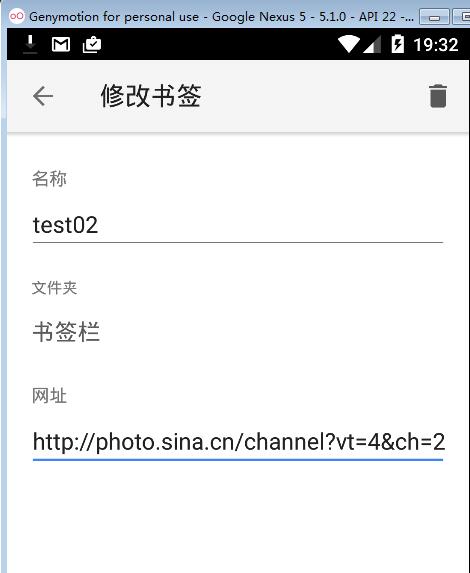 Genymotion for personal use - Google Nexus 5 - 5.1.0 - API 22 -...
19:32
修改书签
名称
test02
文件夹
书签栏
网址
http://photo.sina.cn/channel?vt=4&ch=2